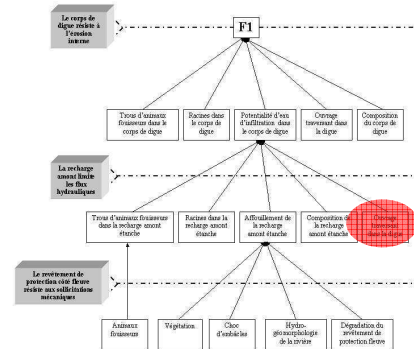 Le corps de
digue résiste à
l'érosion
interne
F1
Trous d'animaux
fouisseurs dans le
corps de digue
Racines dans
le corps de
digue
Potentialité d'eau
d'infiltration dans
le corps de digue
Ouvrage
traversant dans
la digue
Composition
du corps de
digue
La recharge
amont limite
les flux
hydrauliques
Trous d'animaux fouisseurs
dans la recharge amont
étanche
Racines dans la
recharge amont
étanche
Affouillement de
la recharge
amont étanche
Composition de
la recharge
amont étanche
Ouvrage
traversant
dans la digue
Le revêtement de
protection côté fleuve
résiste aux sollicitations
mécaniques
Animaux
fouisseurs
Végétation
Choc
d'embâcles
Hydro-
géomorphologie
de la rivière
Dégradation du
revêtement de
protection fleuve